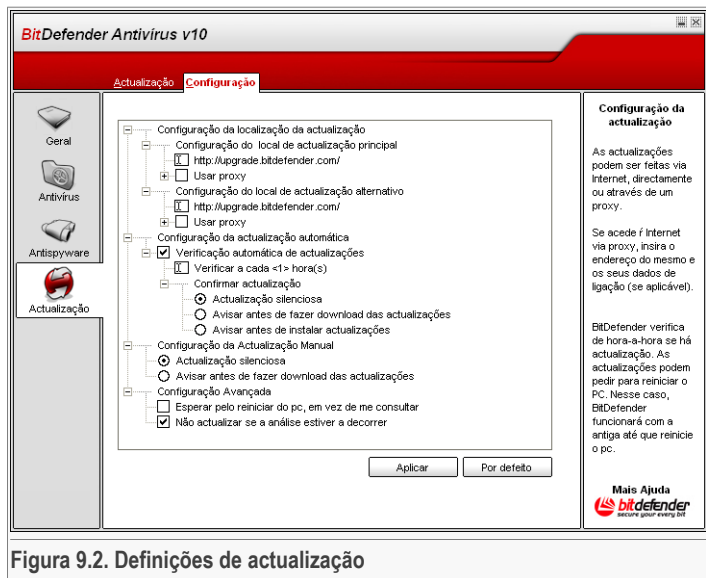 BitDefender Antivírus v10
Actualização Configuração
Geral
Antivirus
Antispyware
Actualização
Configuração da localização da actualização
Configuração do local de actualização principal
http://upgrade.bitdefender.com/
Usar proxy
Configuração do local de actualização alternativo
http://upgrade.bitdefender.com/
Usar proxy
Configuração da actualização automática
Verificação automática de actualizações
Verificar a cada <1> hora(s)
Confirmar actualização
Actualização silenciosa
Avisar antes de fazer download das actualizações
Avisar antes de instalar actualizações
Configuração da Actualização Manual
Actualização silenciosa
Avisar antes de fazer download das actualizações
Configuração Avançada
Esperar pelo reiniciar do pc, em vez de me consultar
Não actualizar se a análise estiver a decorrer
Aplicar Por defeito
Configuração da
actualização
As actualizações
podem ser feitas via
Internet, directamente
ou através de um
proxy.
Se acede ŕ Internet
via proxy, insira o
endereço do mesmo e
os seus dados de
ligação (se aplicável).
BitDefender verifica
de hora-a-hora se há
actualização. As
actualizações podem
pedir para reiniciar o
PC. Nesse caso,
BitDefender
funcionará com a
antiga até que reinicie
o pc.
Mais Ajuda
bitdefender
secure your every bit
Figura 9.2. Definições de actualização